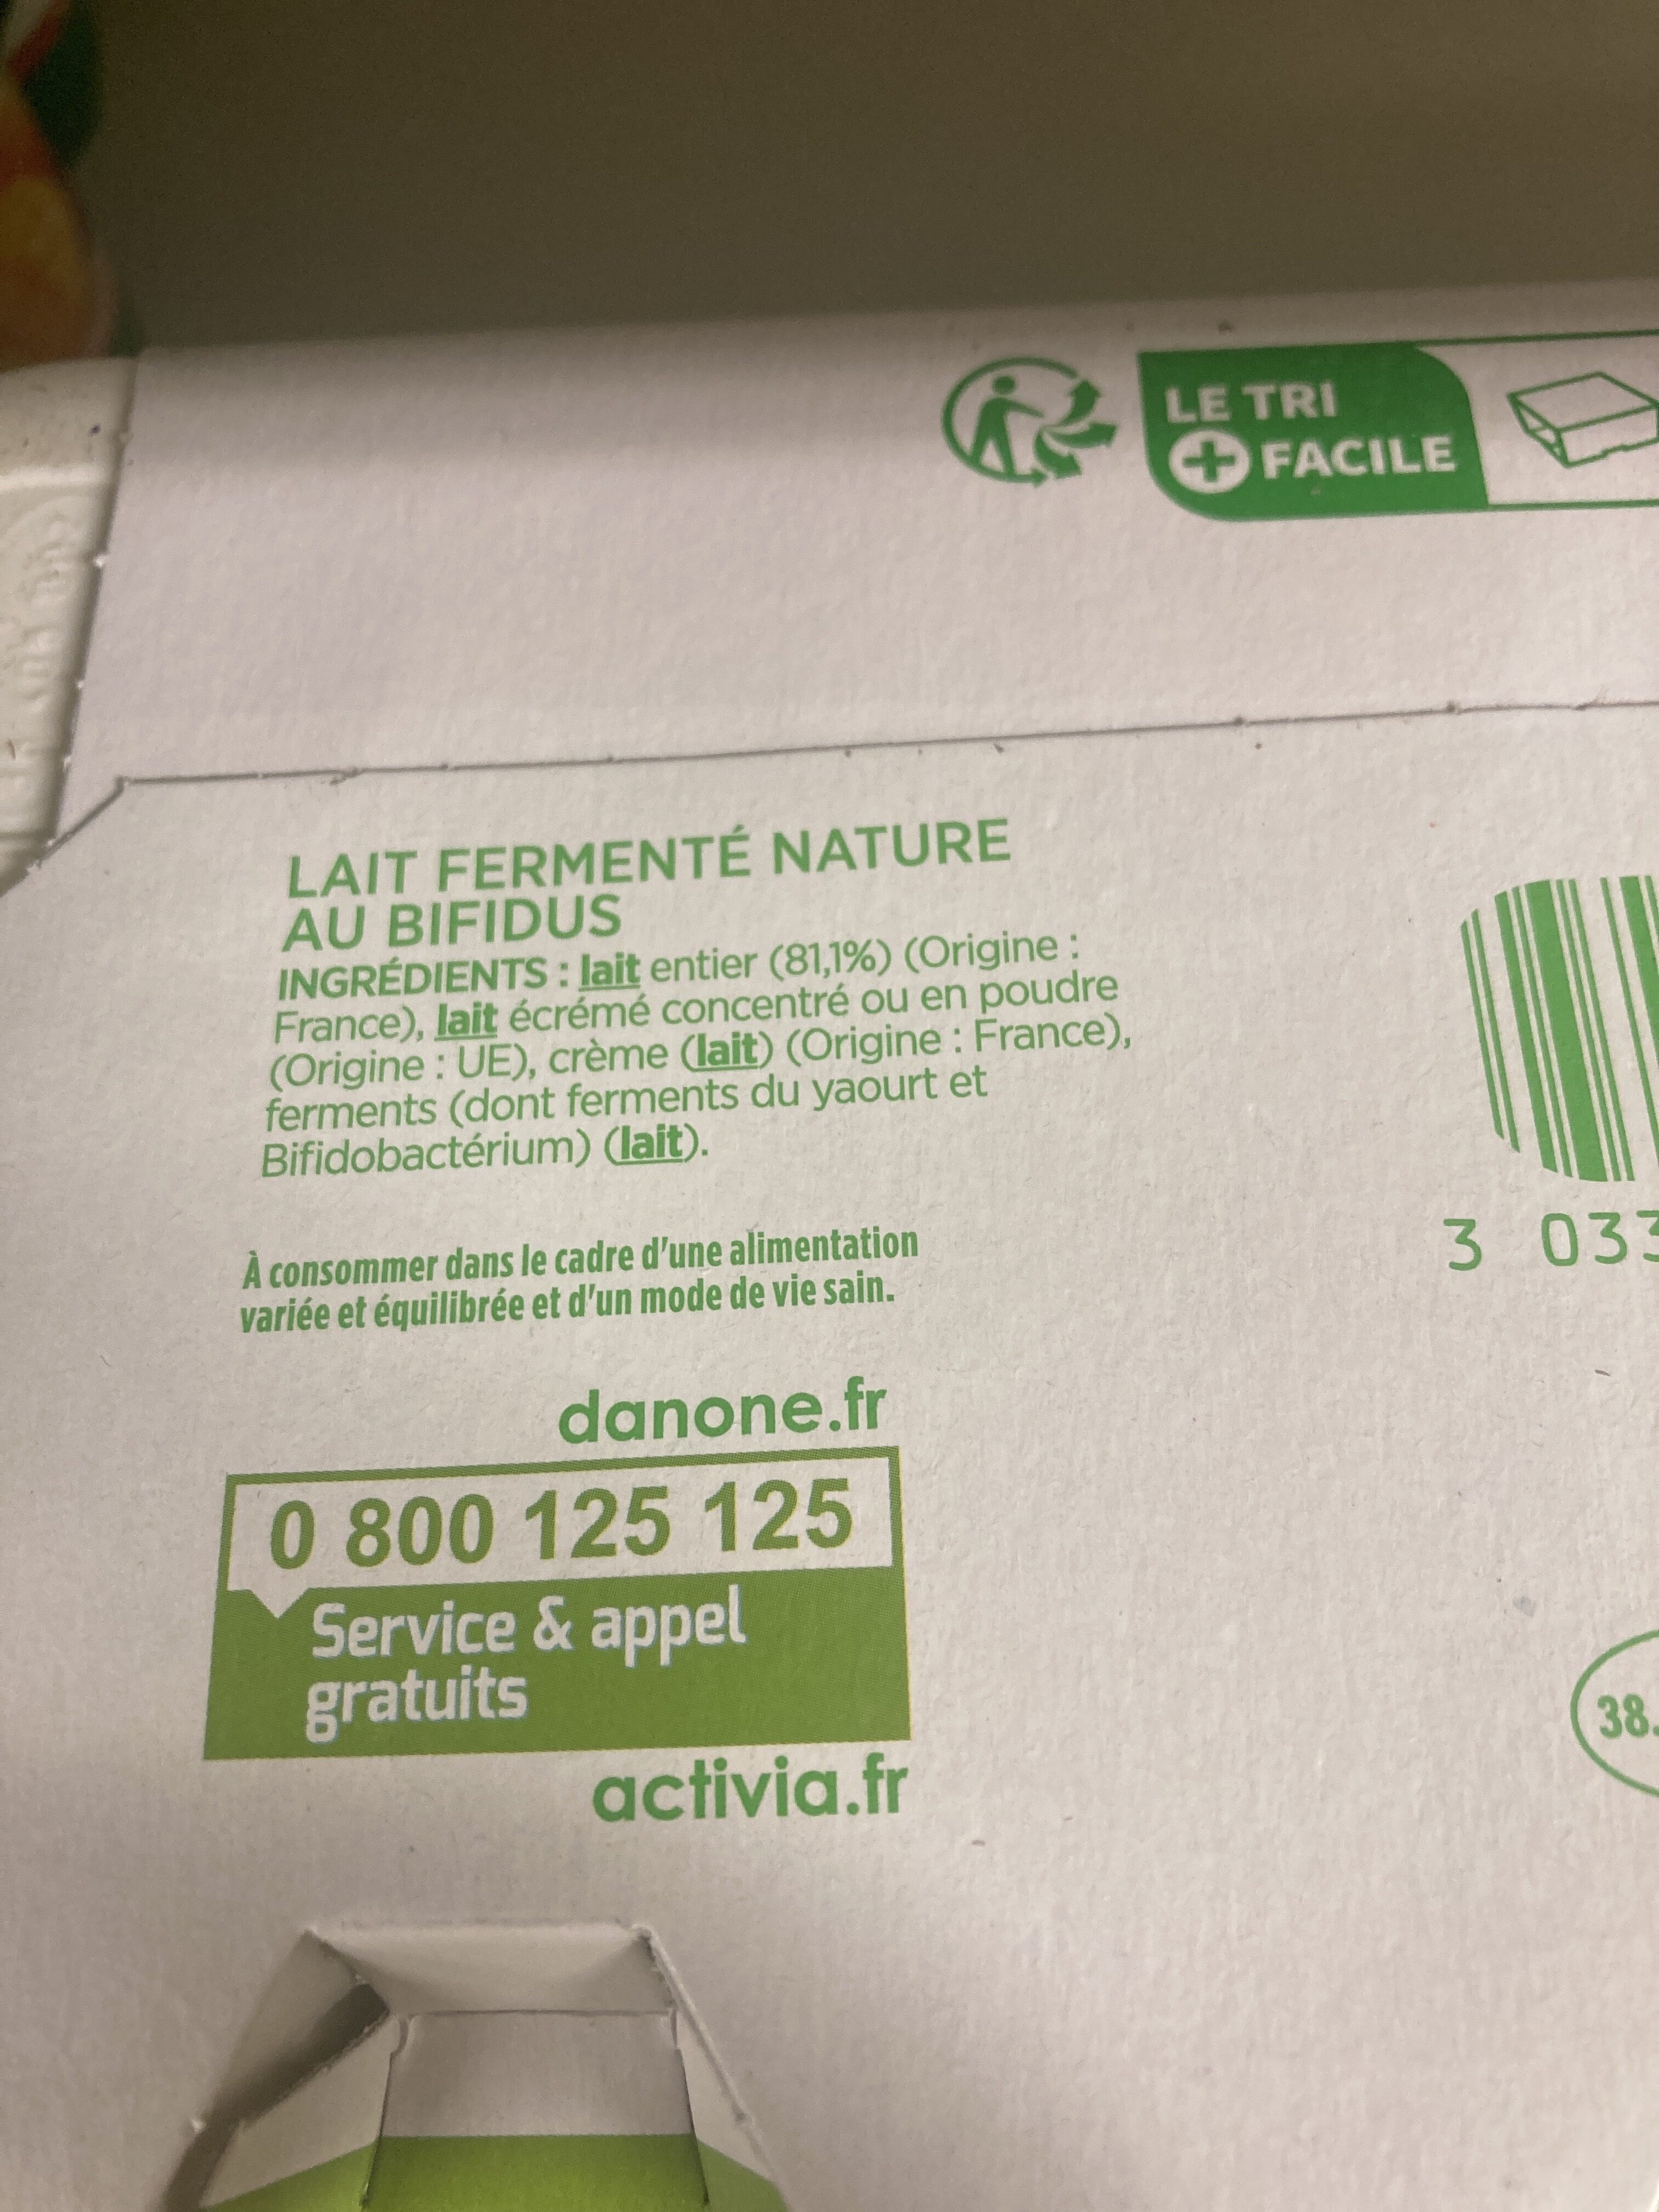 LE TRI
+ FACILE
LAIT FERMENTÉ NATURE
AU BIFIDUS
INGRÉDIENTS : lait entier (81,1%) (Origine :
France), lait écrémé concentré ou en poudre
(Origine : UE), crème (lait) (Origine : France),
ferments (dont ferments du yaourt et
Bifidobactérium) (lait).
3 033
À consommer dans le cadre d'une alimentation
variée et équilibrée et d'un mode de vie sain.
danone.fr
0 800 125 125
Service & appel
gratuits
38.
activia.fr